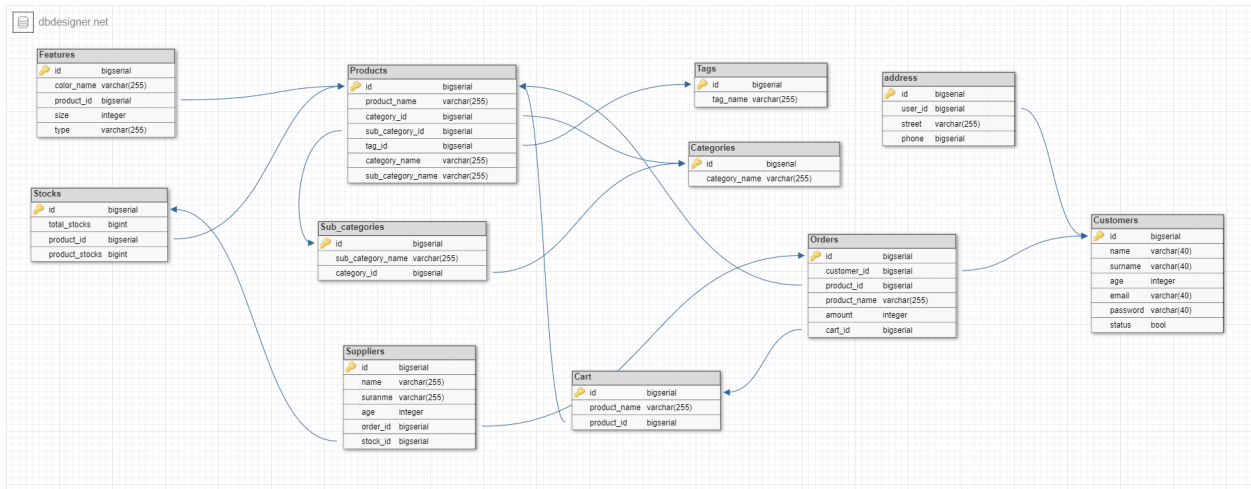 dbdesigner.net
Features
id bigserial
color_name varchar(255)
product_id bigserial
size integer
type varchar(255)
Products
id bigserial
product_name varchar(255)
category_id bigserial
sub_category_id bigserial
tag_id bigserial
category_name varchar(255)
sub_category_name varchar(255)
Tags
id bigserial
tag_name varchar(255)
address
id bigserial
user_id bigserial
street varchar(255)
phone bigserial
Categories
id bigserial
category_name varchar(255)
Stocks
id bigserial
total_stocks bigint
product_id bigserial
product_stocks bigint
Sub_categories
id bigserial
sub_category_name varchar(255)
category_id bigserial
Orders
id bigserial
customer_id bigserial
product_id bigserial
product_name varchar(255)
amount integer
cart_id bigserial
Customers
id bigserial
name varchar(40)
surname varchar(40)
age integer
email varchar(40)
password varchar(40)
status bool
Suppliers
id bigserial
name varchar(255)
suranme varchar(255)
age integer
order_id bigserial
stock_id bigserial
Cart
id bigserial
product_name varchar(255)
product_id bigserial